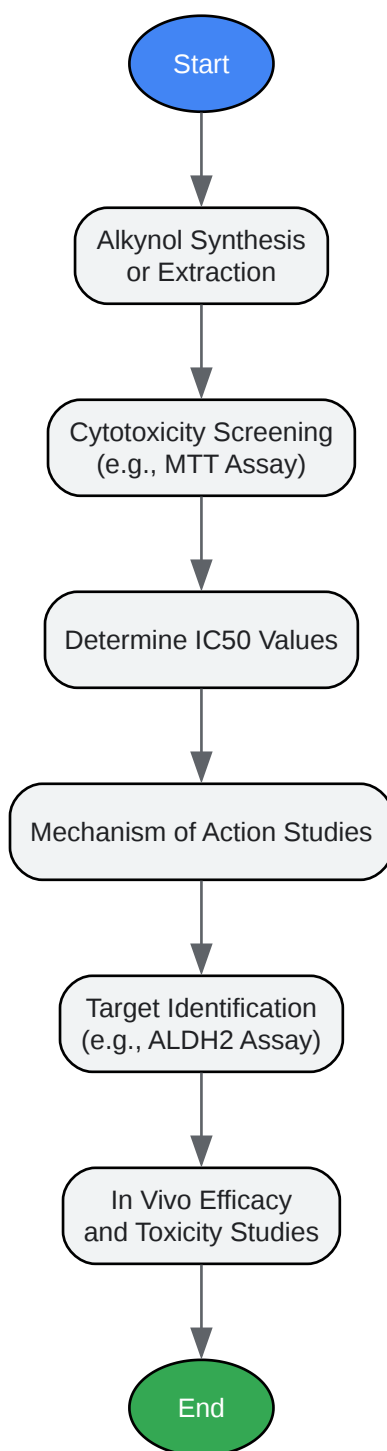 Start
Alkynol Synthesis
or Extraction
Cytotoxicity Screening
(e.g., MTT Assay)
Determine IC50 Values
Mechanism of Action Studies
Target Identification
(e.g., ALDH2 Assay)
In Vivo Efficacy
and Toxicity Studies
End